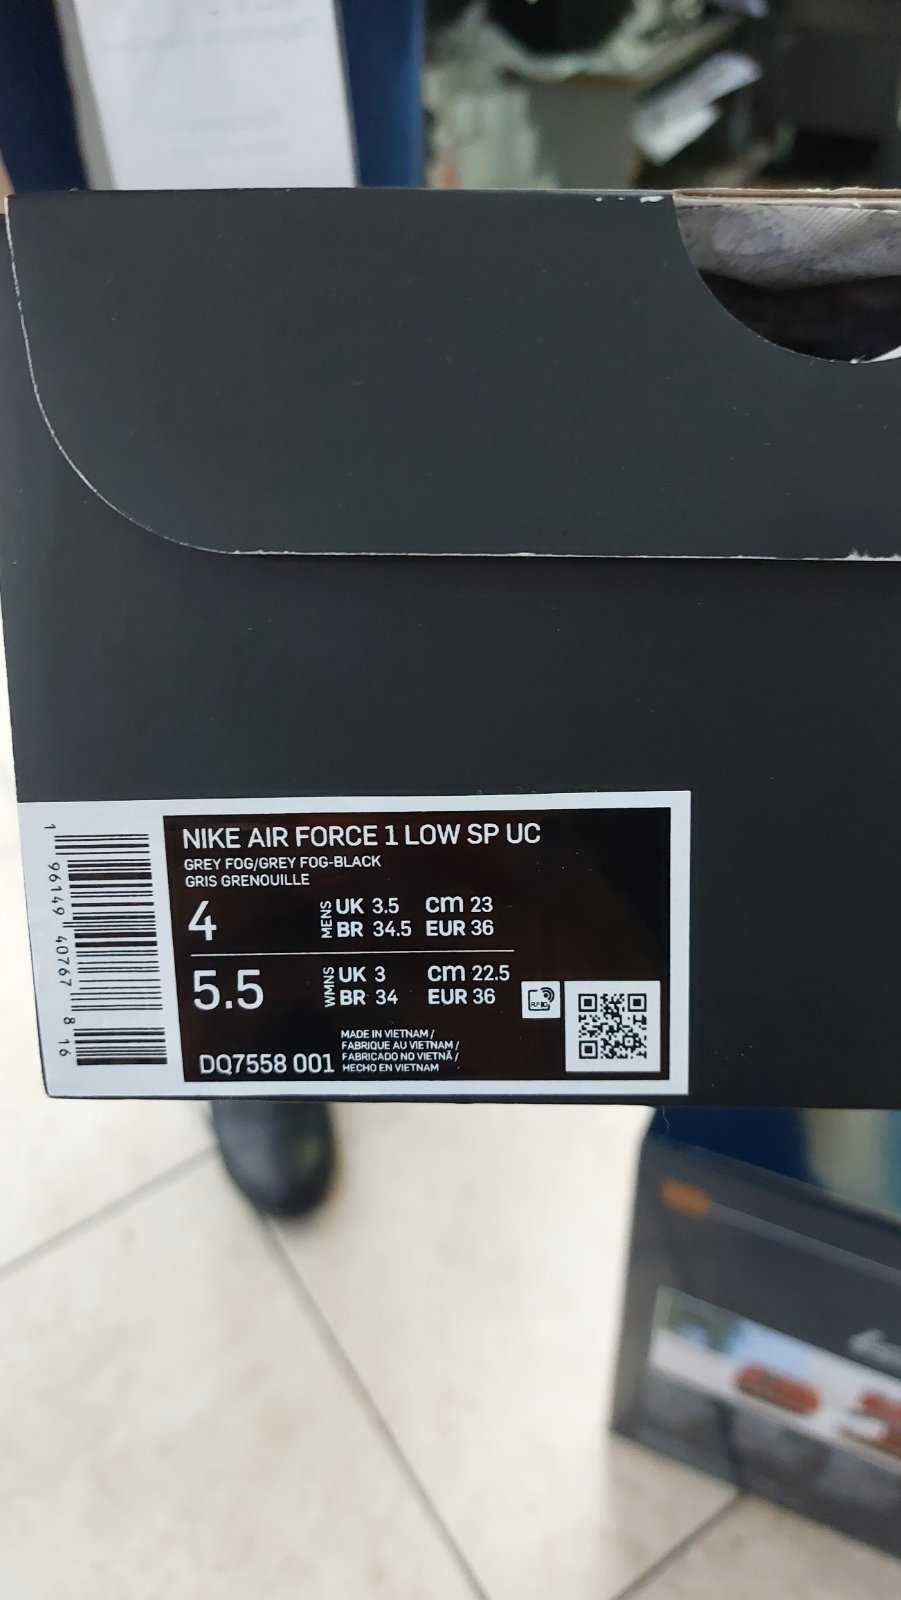 NIKE AIR FORCE 1 LOW SP UC
GREY FOG/GREY FOG-BLACK
GRIS GRENOUILLE
4
MENS
UK 3.5 cm 23
BR 34.5 EUR 36
5.5
WMNS
UK 3 cm 22.5
BR 34 EUR 36
RFID
DQ7558 001
MADE IN VIETNAM /
FABRIQUE AU VIETNAM /
FABRICADO NO VIETNÃ /
HECHO EN VIETNAM
1 96149 40767 8 16